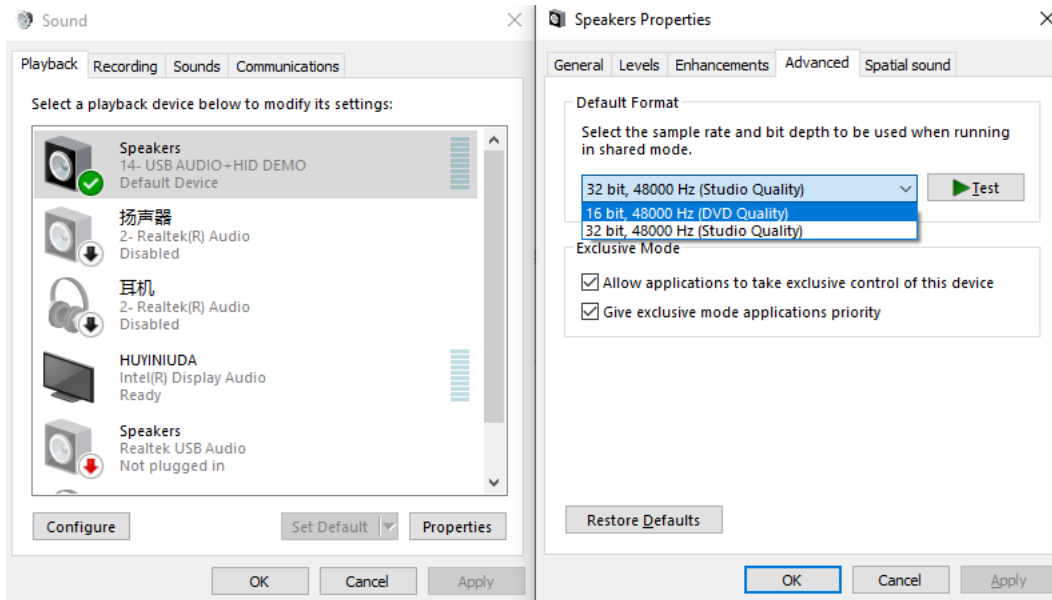 Sound
Playback
Recording
Sounds
Communications
Select a playback device below to modify its settings:
Speakers
14- USB AUDIO+HID DEMO
Default Device
扬声器
2- Realtek(R) Audio
Disabled
耳机
2- Realtek(R) Audio
Disabled
HUYINIUDA
Intel(R) Display Audio
Ready
Speakers
Realtek USB Audio
Not plugged in
Configure
Set Default
Properties
OK
Cancel
Apply
Speakers Properties
General
Levels
Enhancements
Advanced
Spatial sound
Default Format
Select the sample rate and bit depth to be used when running
in shared mode.
32 bit, 48000 Hz (Studio Quality)
Test
16 bit, 48000 Hz (DVD Quality)
32 bit, 48000 Hz (Studio Quality)
Exclusive Mode
Allow applications to take exclusive control of this device
Give exclusive mode applications priority
Restore Defaults
OK
Cancel
Apply